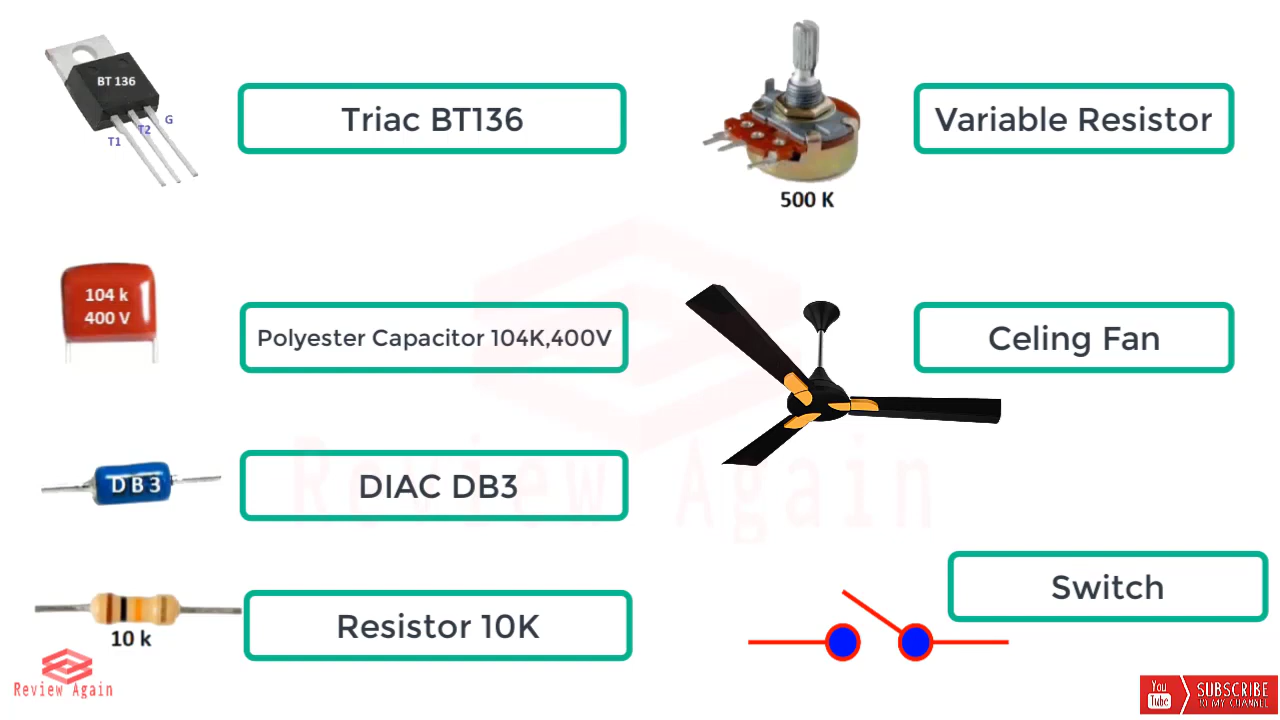 BT 136
T1
T2
G
Triac BT136
500 K
Variable Resistor
104 k
400 V
Polyester Capacitor 104K,400V
Celing Fan
DB3
DIAC DB3
Review Again
10 k
Resistor 10K
Switch
Review Again
You
Tube
SUBSCRIBE
TO MY CHANNEL